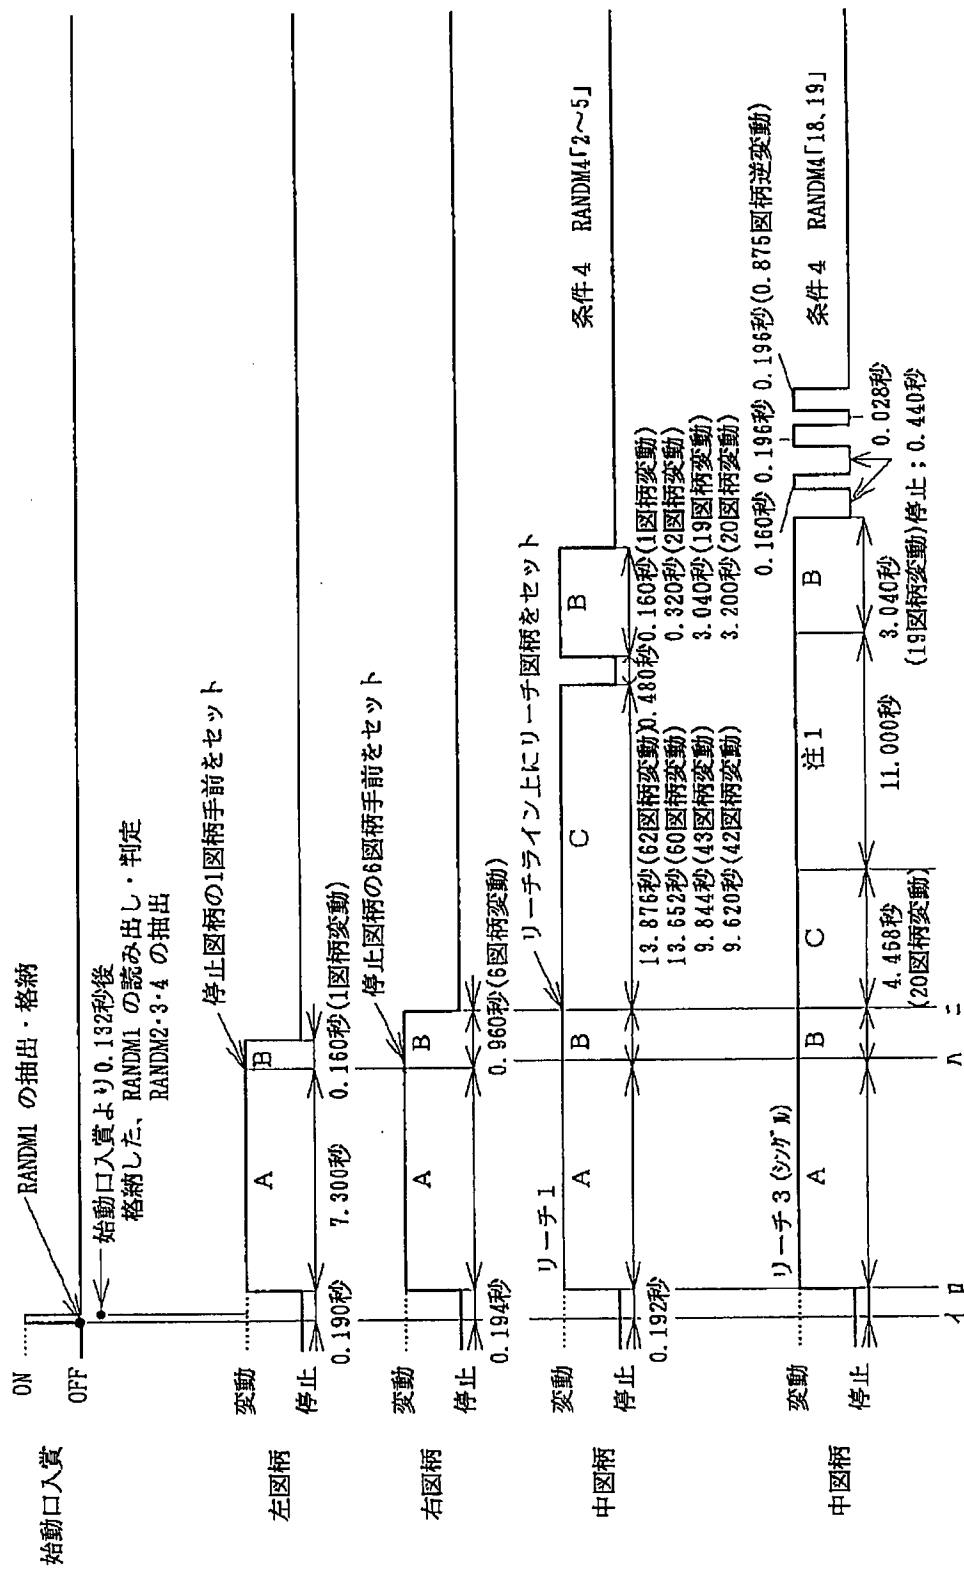 始動口入賞
ON
OFF
RANDM1 の抽出・格納
始動口入賞より0.132秒後
格納した、RANDM1 の読み出し・判定
RANDM2・3・4 の抽出
左図柄
変動
停止
A
B
停止図柄の1図柄手前をセット
0.190秒
7.300秒
0.160秒(1図柄変動)
右図柄
変動
停止
A
B
停止図柄の6図柄手前をセット
0.194秒
0.960秒(6図柄変動)
中図柄
変動
停止
リーチ1
A
B
C
B
リーチライン上にリーチ図柄をセット
条件4 RANDM4「2〜5」
0.192秒
13.876秒(62図柄変動)
13.652秒(60図柄変動)
9.844秒(43図柄変動)
9.620秒(42図柄変動)
0.480秒
0.160秒(1図柄変動)
0.320秒(2図柄変動)
3.040秒(19図柄変動)
3.200秒(20図柄変動)
中図柄
変動
停止
リーチ3(シングル)
A
B
C
注1
B
0.160秒
0.196秒
0.196秒(0.875図柄逆変動)
条件4 RANDM4「18、19」
4.468秒
(20図柄変動)
11.000秒
3.040秒
(19図柄変動)
停止;0.440秒
0.028秒
イ
ロ
ハ
ニ